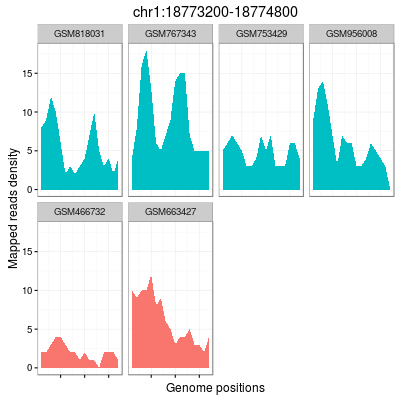 chr1:18773200-18774800
GSM818031 GSM767343 GSM753429 GSM956008
15
10
5
0
GSM466732 GSM663427
15
10
5
0
Mapped reads density
Genome positions